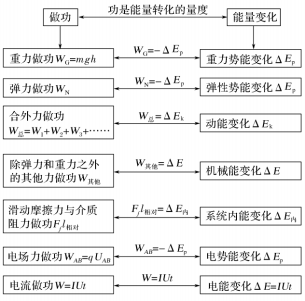 做功
功是能量转化的量度
能量变化
重力做功W_G=mgh
W_G=-ΔE_p
重力势能变化ΔE_p
弹力做功W_N
W_N=-ΔE_p
弹性势能变化ΔE_p
合外力做功
W_总=W_1+W_2+W_3+……
W_总=ΔE_k
动能变化ΔE_k
除弹力和重力之外
的其他力做功W_其他
W_其他=ΔE
机械能变化ΔE
滑动摩擦力与介质
阻力做功F_f l_相对
F_f l_相对=ΔE_内
系统内能变化ΔE_内
电场力做功W_AB=qU_AB
W_AB=-ΔE_p
电势能变化ΔE_p
电流做功W=IUt
W=IUt
电能变化ΔE=IUt